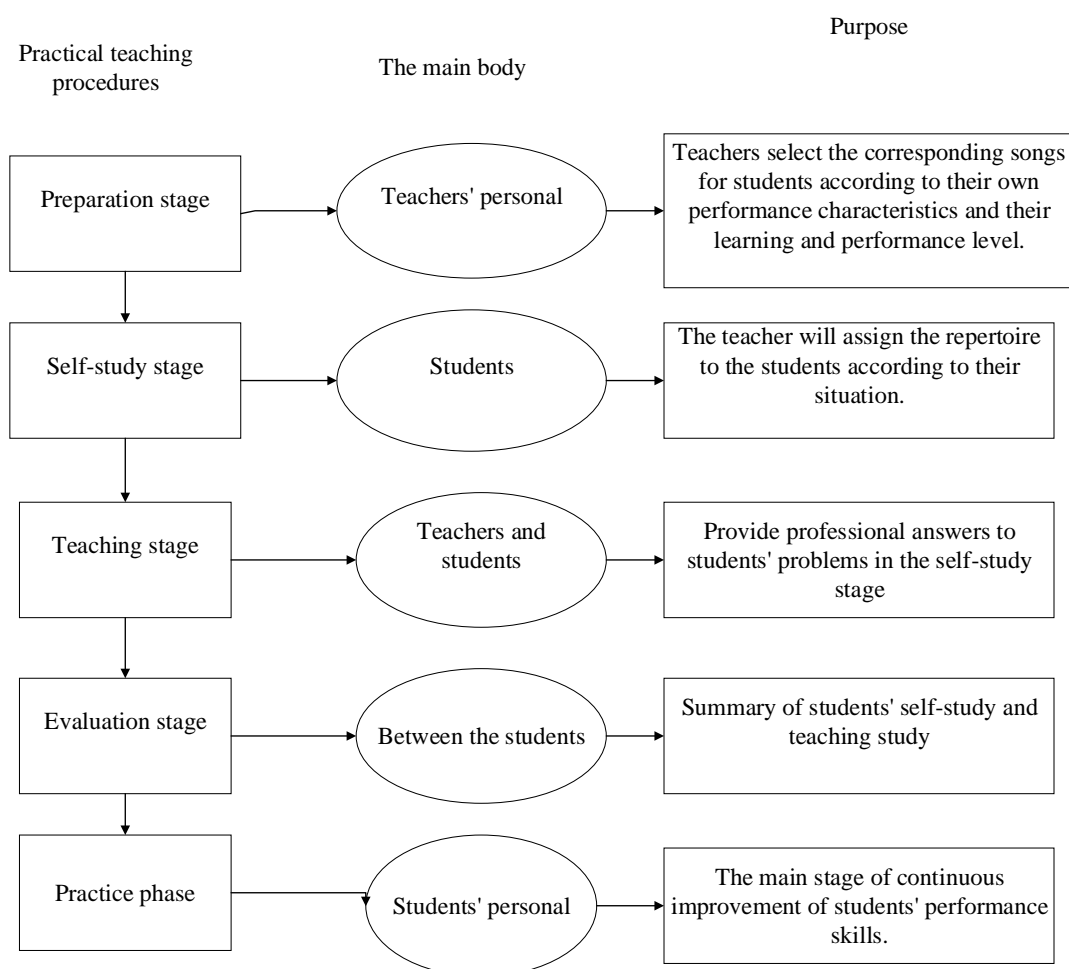 Practical teaching
procedures
The main body
Purpose
Preparation stage
Teachers' personal
Teachers select the corresponding songs
for students according to their own
performance characteristics and their
learning and performance level.
Self-study stage
Students
The teacher will assign the repertoire
to the students according to their
situation.
Teaching stage
Teachers and
students
Provide professional answers to
students' problems in the self-study
stage
Evaluation stage
Between the students
Summary of students' self-study and
teaching study
Practice phase
Students' personal
The main stage of continuous
improvement of students' performance
skills.